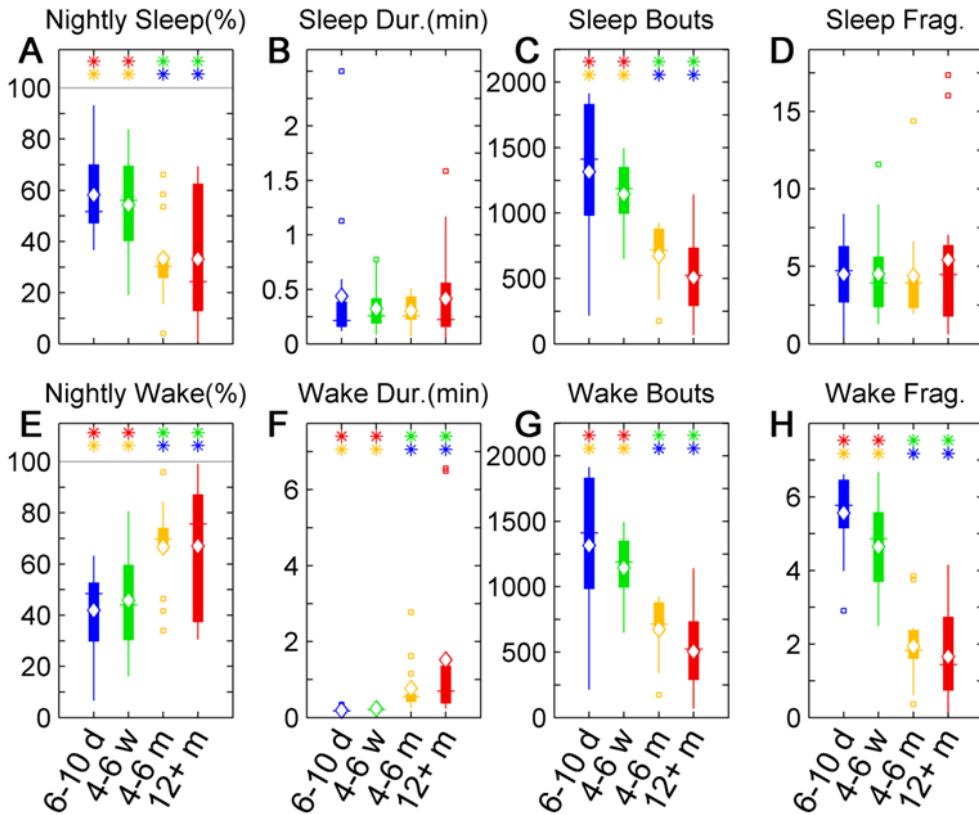 Nightly Sleep(%) Sleep Dur.(min) Sleep Bouts Sleep Frag.
A B C D
100 80 60 40 20 0
2.5 2 1.5 1 0.5 0
2000 1500 1000 500 0
15 10 5 0
Nightly Wake(%) Wake Dur.(min) Wake Bouts Wake Frag.
E F G H
100 80 60 40 20 0
6 4 2 0
2000 1500 1000 500 0
6 4 2 0
6-10 d 4-6 w 4-6 m 12+ m 6-10 d 4-6 w 4-6 m 12+ m 6-10 d 4-6 w 4-6 m 12+ m 6-10 d 4-6 w 4-6 m 12+ m